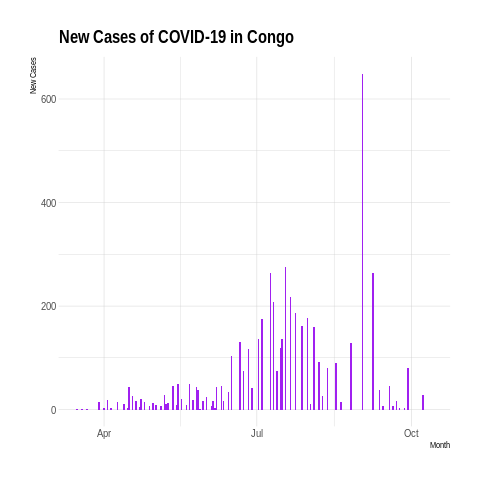 New Cases of COVID-19 in Congo
New Cases
600
400
200
0
Apr
Jul
Oct
Month